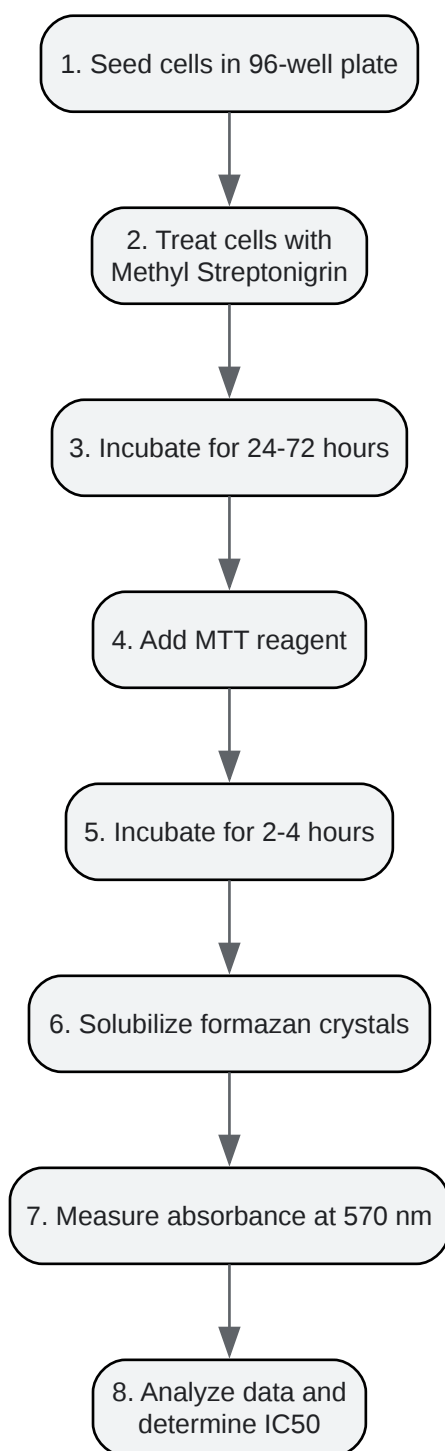 1. Seed cells in 96-well plate
2. Treat cells with
Methyl Streptonigrin
3. Incubate for 24-72 hours
4. Add MTT reagent
5. Incubate for 2-4 hours
6. Solubilize formazan crystals
7. Measure absorbance at 570 nm
8. Analyze data and
determine IC50